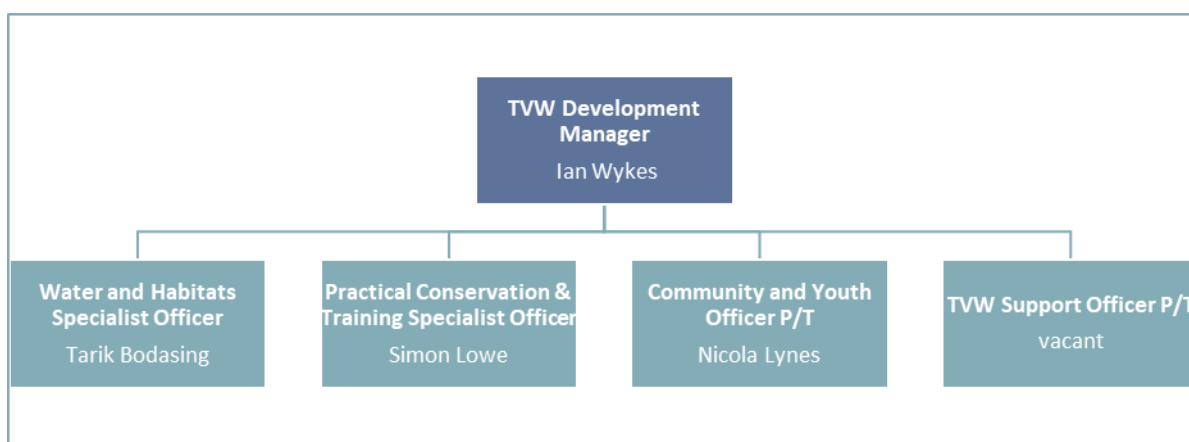 TVW Development
Manager
Ian Wykes
Water and Habitats
Specialist Officer
Tarik Bodasing
Practical Conservation &
Training Specialist Officer
Simon Lowe
Community and Youth
Officer P/T
Nicola Lynes
TVW Support Officer P/T
vacant